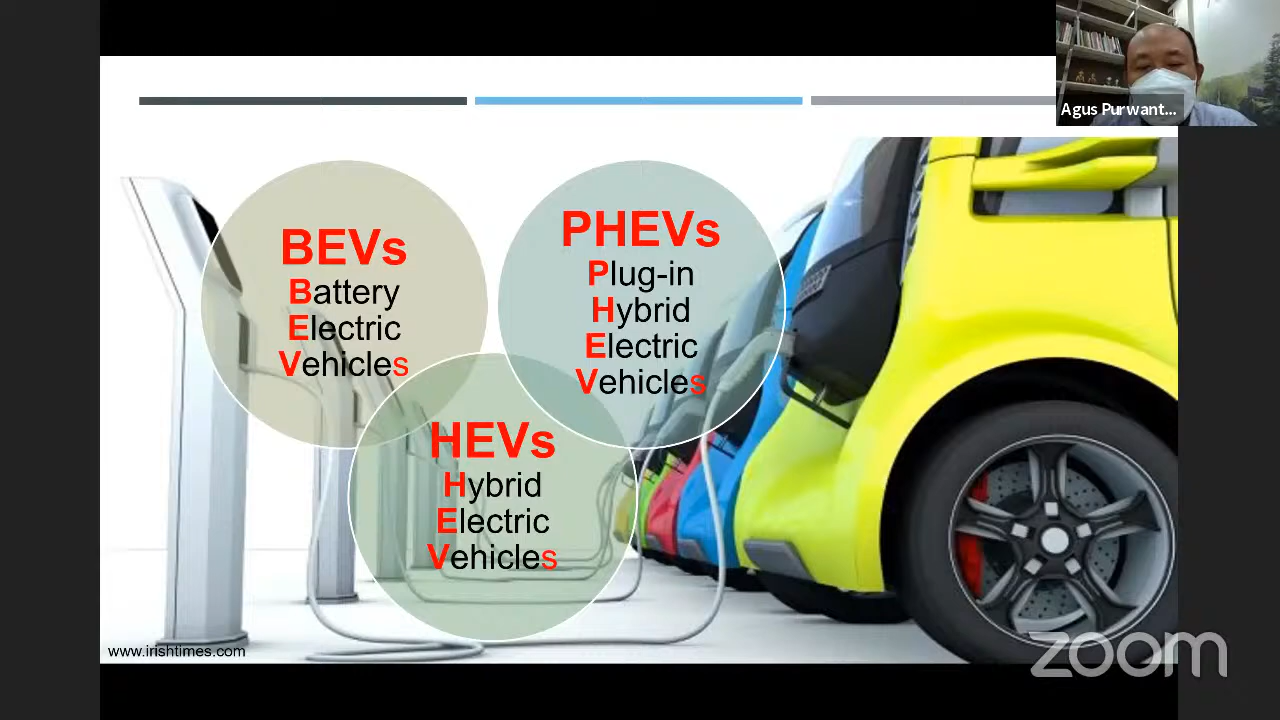 Agus Purwant...
BEVs
Battery
Electric
Vehicles
PHEVs
Plug-in
Hybrid
Electric
Vehicles
HEVs
Hybrid
Electric
Vehicles
www.irishtimes.com
zoom